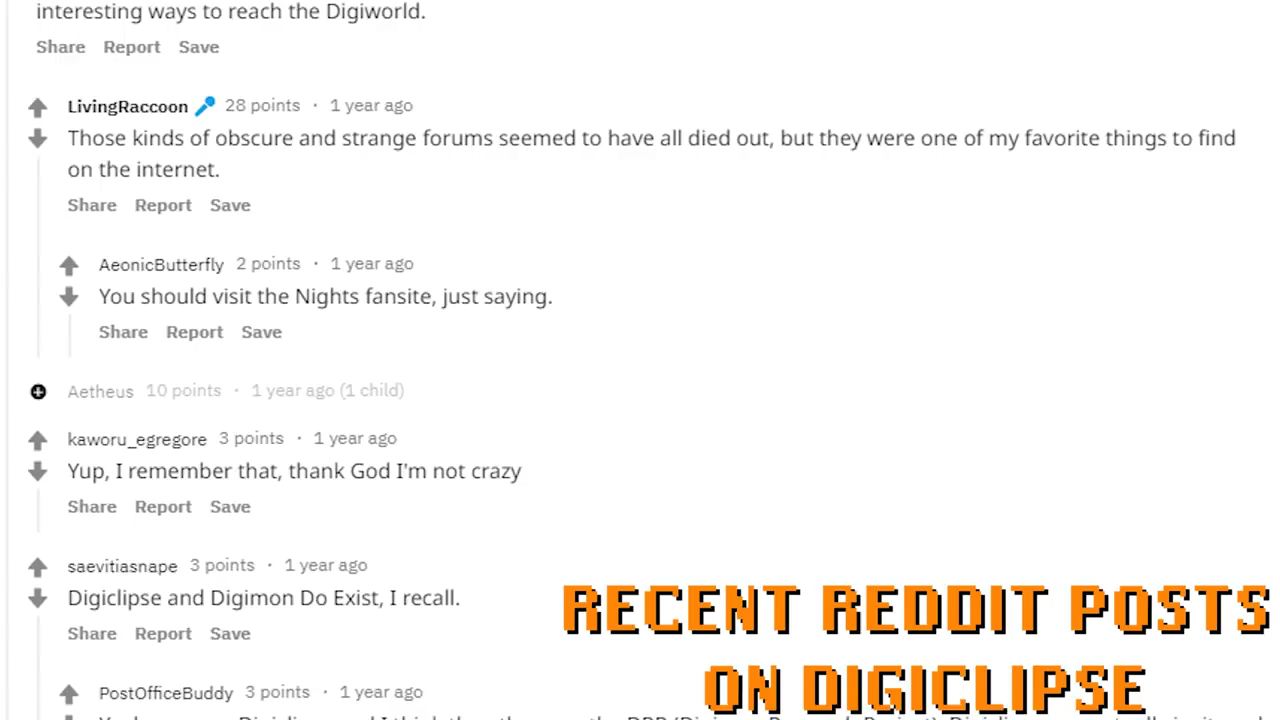 interesting ways to reach the Digiworld.
Share Report Save
LivingRaccoon 28 points · 1 year ago
Those kinds of obscure and strange forums seemed to have all died out, but they were one of my favorite things to find
on the internet.
Share Report Save
AeonicButterfly 2 points · 1 year ago
You should visit the Nights fansite, just saying.
Share Report Save
Aetheus 10 points · 1 year ago (1 child)
kaworu_egregore 3 points · 1 year ago
Yup, I remember that, thank God I'm not crazy
Share Report Save
saevitiasnape 3 points · 1 year ago
Digiclipse and Digimon Do Exist, I recall.
Share Report Save
RECENT REDDIT POSTS
ON DIGICLIPSE
PostOfficeBuddy 3 points · 1 year ago